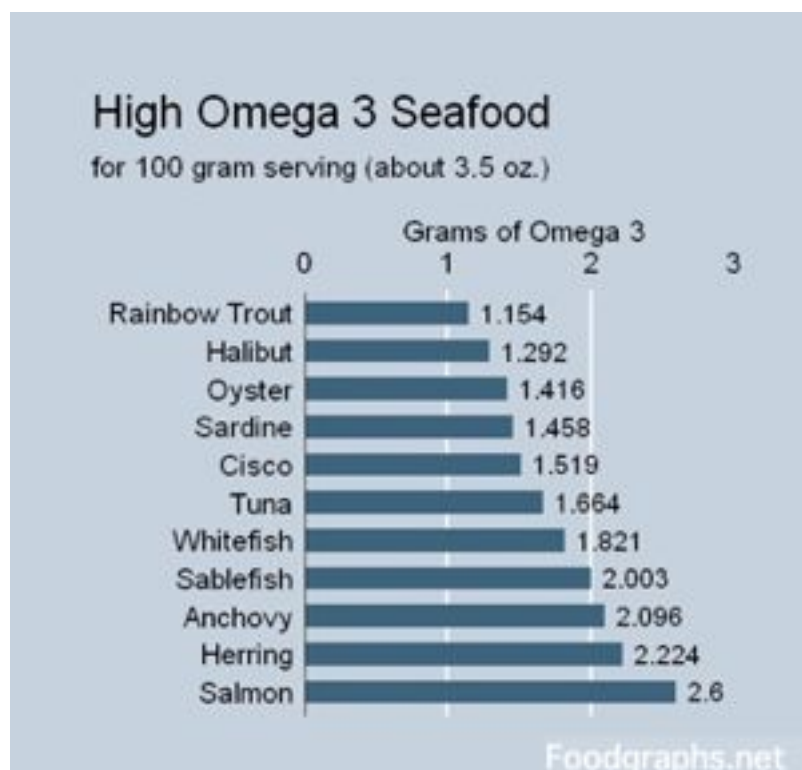 High Omega 3 Seafood
for 100 gram serving (about 3.5 oz.)
Grams of Omega 3
0 1 2 3
Rainbow Trout 1.154
Halibut 1.292
Oyster 1.416
Sardine 1.458
Cisco 1.519
Tuna 1.664
Whitefish 1.821
Sablefish 2.003
Anchovy 2.096
Herring 2.224
Salmon 2.6
Foodgraphs.net